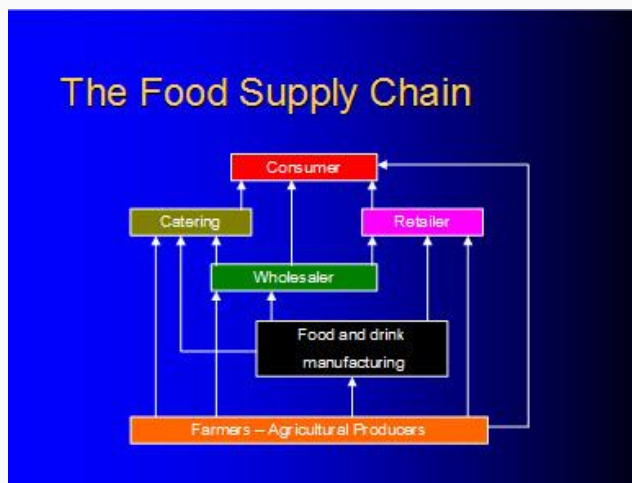 The Food Supply Chain
Consumer
Catering
Retailer
Wholesaler
Food and drink
manufacturing
Farmers – Agricultural Producers